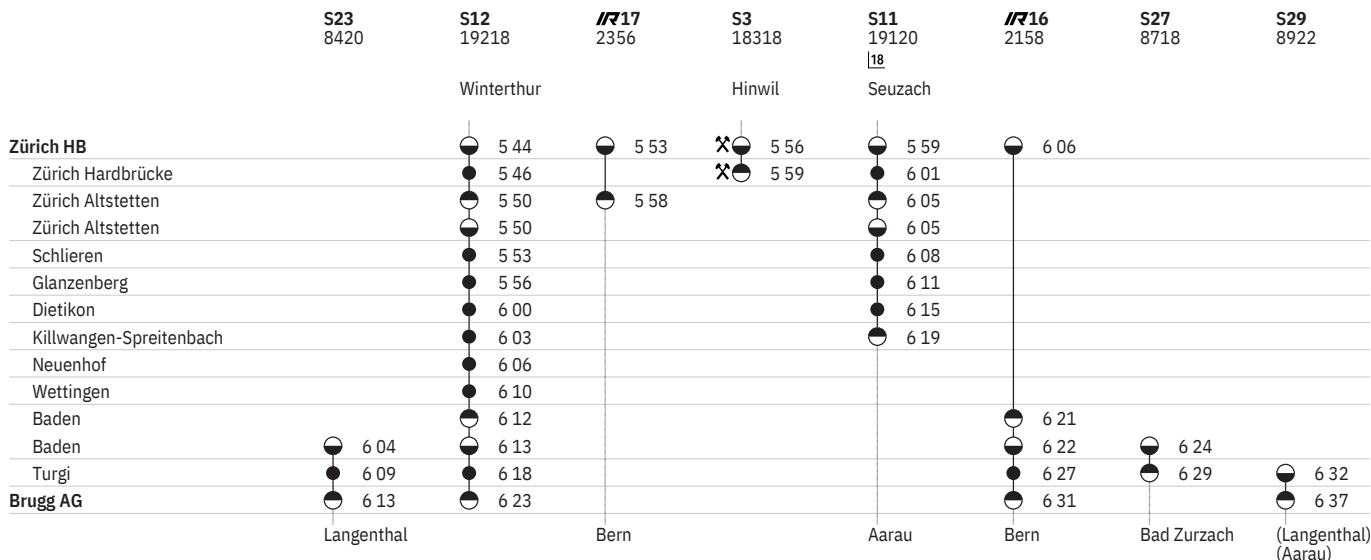 S23 S12 IR17 S3 S11 IR16 S27 S29
8420 19218 2356 18318 19120 2158 8718 8922
18
Winterthur Hinwil Seuzach
Zürich HB 5 44 5 53 5 56 5 59 6 06
Zürich Hardbrücke 5 46 5 59 6 01
Zürich Altstetten 5 50 5 58 6 05
Zürich Altstetten 5 50 6 05
Schlieren 5 53 6 08
Glanzenberg 5 56 6 11
Dietikon 6 00 6 15
Killwangen-Spreitenbach 6 03 6 19
Neuenhof 6 06
Wettingen 6 10
Baden 6 12 6 21
Baden 6 04 6 13 6 22 6 24
Turgi 6 09 6 18 6 27 6 29 6 32
Brugg AG 6 13 6 23 6 31 6 37
Langenthal Bern Aarau Bern Bad Zurzach (Langenthal)
(Aarau)